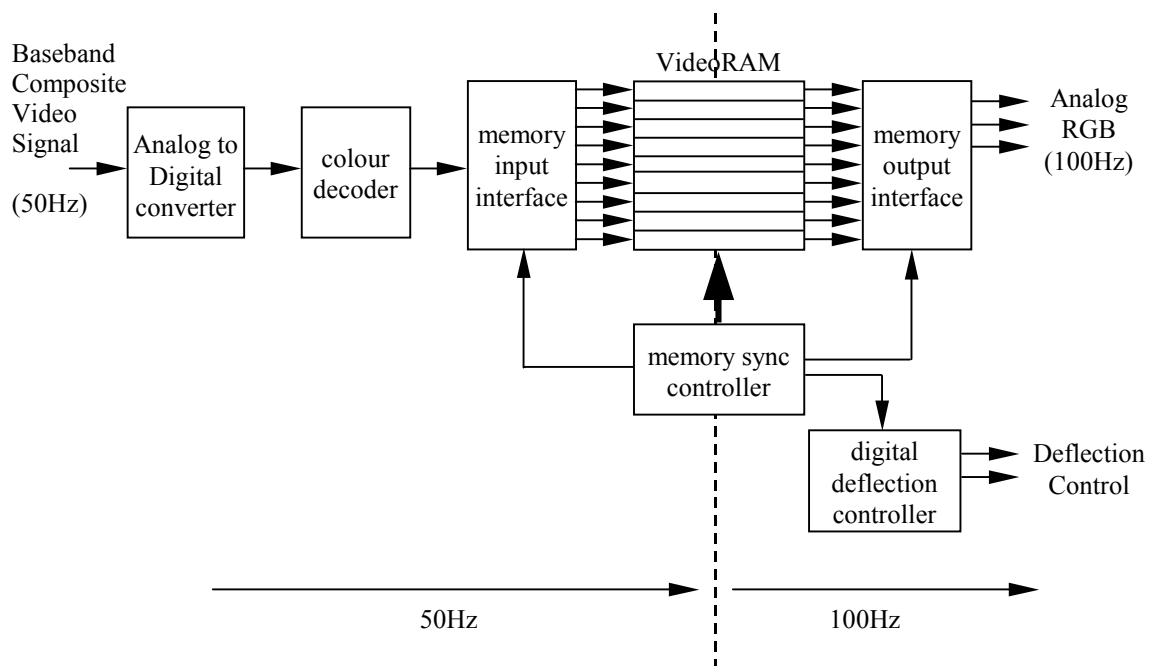 Baseband
Composite
Video
Signal
(50Hz)
Analog to
Digital
converter
colour
decoder
memory
input
interface
VideoRAM
memory
output
interface
Analog
RGB
(100Hz)
memory sync
controller
digital
deflection
controller
Deflection
Control
50Hz
100Hz